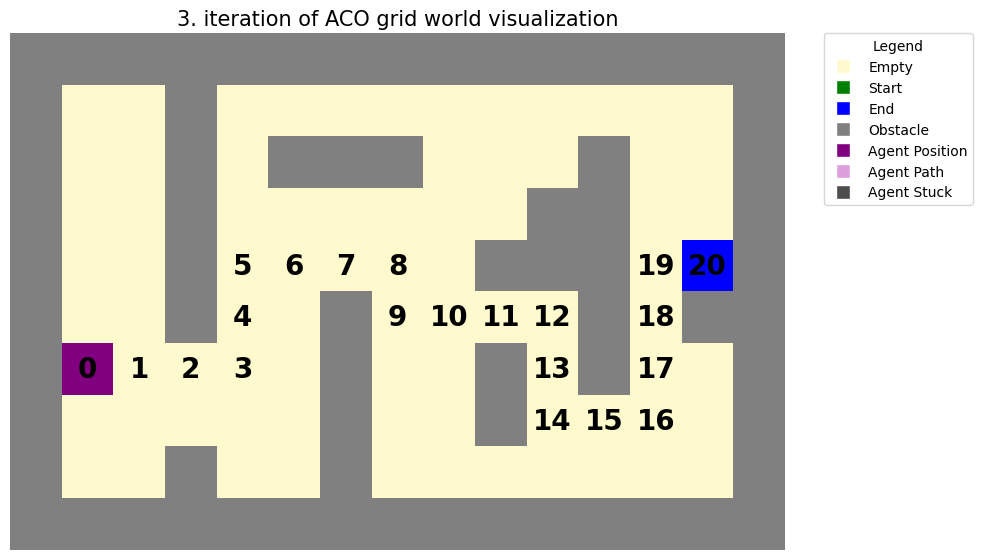 3. iteration of ACO grid world visualization
Legend
Empty
Start
End
Obstacle
Agent Position
Agent Path
Agent Stuck
5 6 7 8 19 20
4 9 10 11 12 18
0 1 2 3 13 17
14 15 16